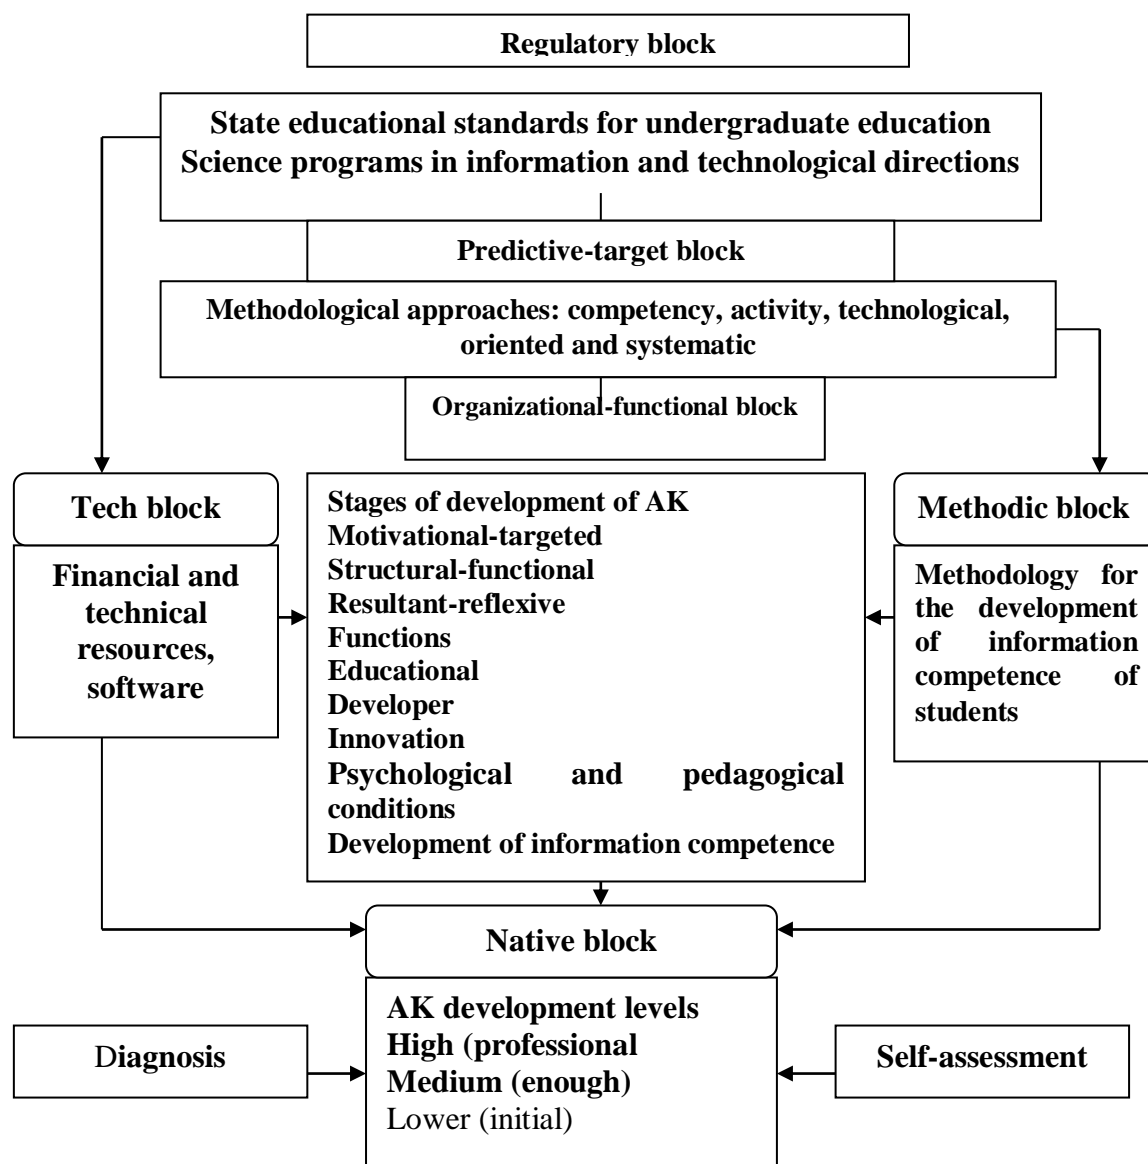 Regulatory block
State educational standards for undergraduate education
Science programs in information and technological directions
Predictive-target block
Methodological approaches: competency, activity, technological,
oriented and systematic
Organizational-functional block
Tech block
Financial and
technical
resources,
software
Stages of development of AK
Motivational-targeted
Structural-functional
Resultant-reflexive
Functions
Educational
Developer
Innovation
Psychological and pedagogical
conditions
Development of information competence
Methodic block
Methodology for
the development
of information
competence of
students
Native block
AK development levels
High (professional
Medium (enough)
Lower (initial)
Diagnosis
Self-assessment